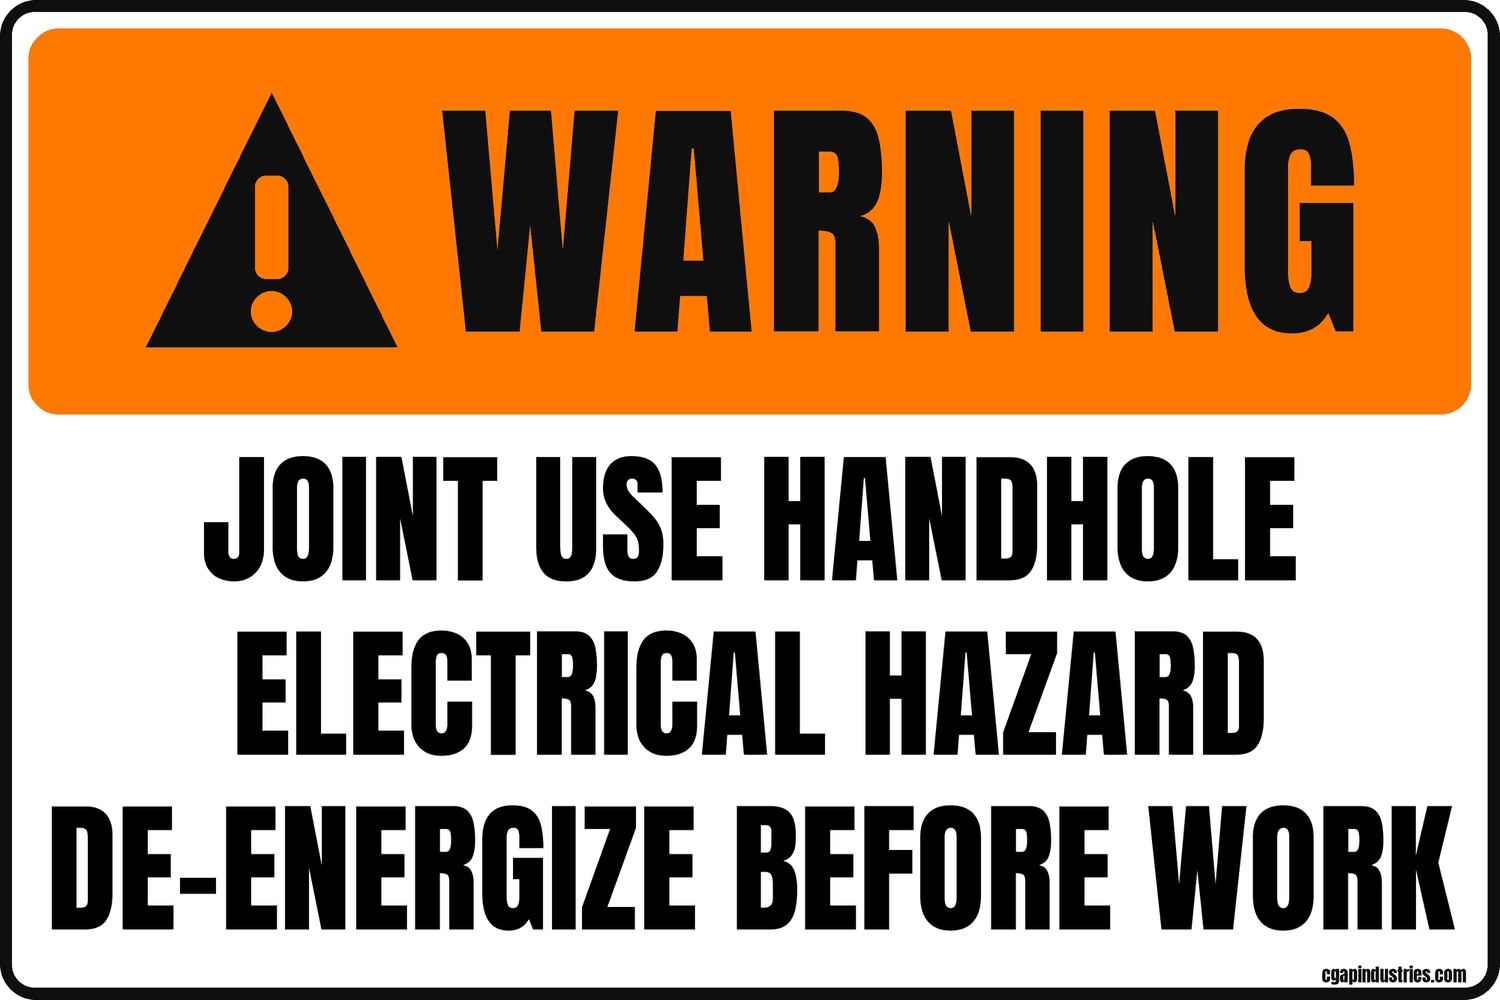 WARNING
JOINT USE HANDHOLE
ELECTRICAL HAZARD
DE-ENERGIZE BEFORE WORK
cgapindustries.com